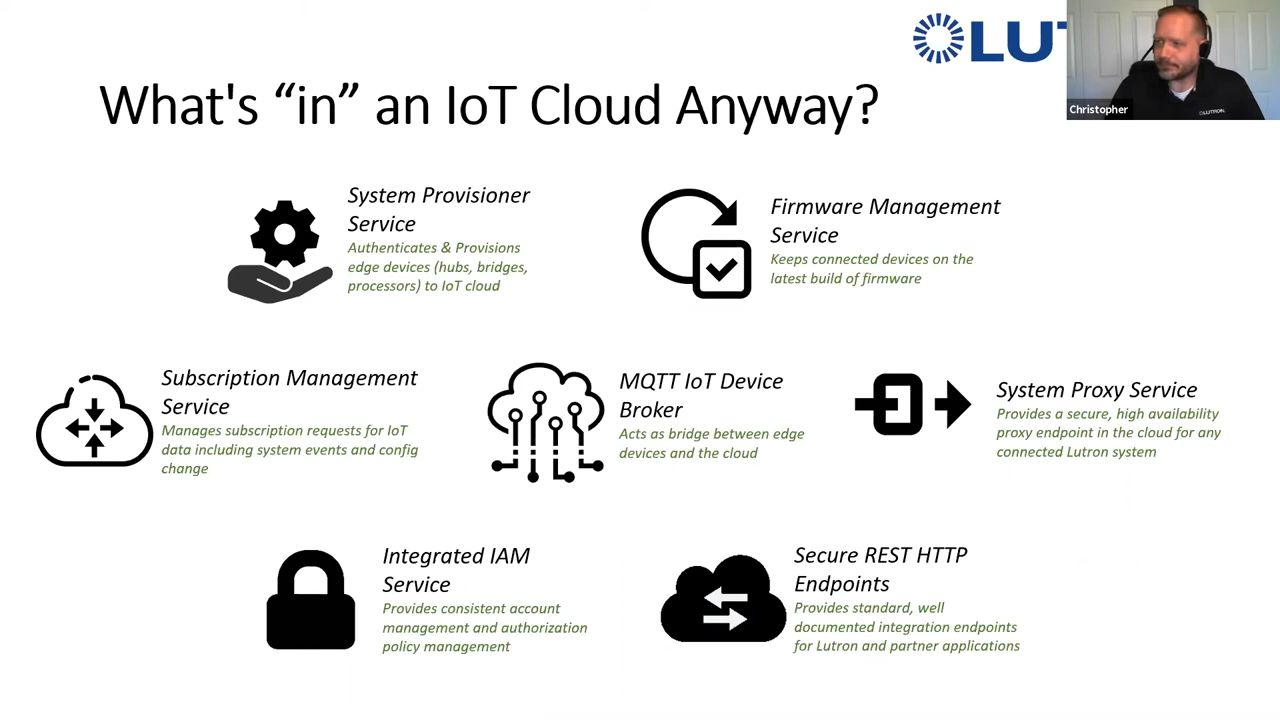 LUT
Christopher
LUTRON
What's “in” an IoT Cloud Anyway?
System Provisioner
Service
Authenticates & Provisions
edge devices (hubs, bridges,
processors) to IoT cloud
Firmware Management
Service
Keeps connected devices on the
latest build of firmware
Subscription Management
Service
Manages subscription requests for IoT
data including system events and config
change
MQTT IoT Device
Broker
Acts as bridge between edge
devices and the cloud
System Proxy Service
Provides a secure, high availability
proxy endpoint in the cloud for any
connected Lutron system
Integrated IAM
Service
Provides consistent account
management and authorization
policy management
Secure REST HTTP
Endpoints
Provides standard, well
documented integration endpoints
for Lutron and partner applications